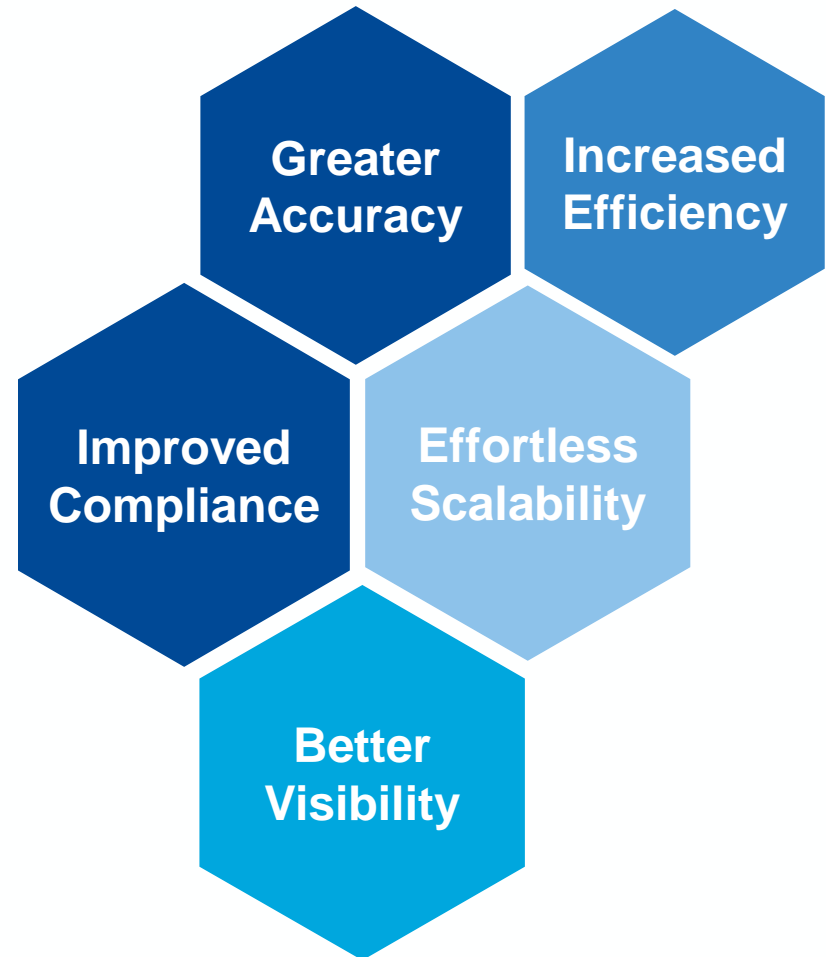 Greater
Accuracy
Increased
Efficiency
Improved
Compliance
Effortless
Scalability
Better
Visibility